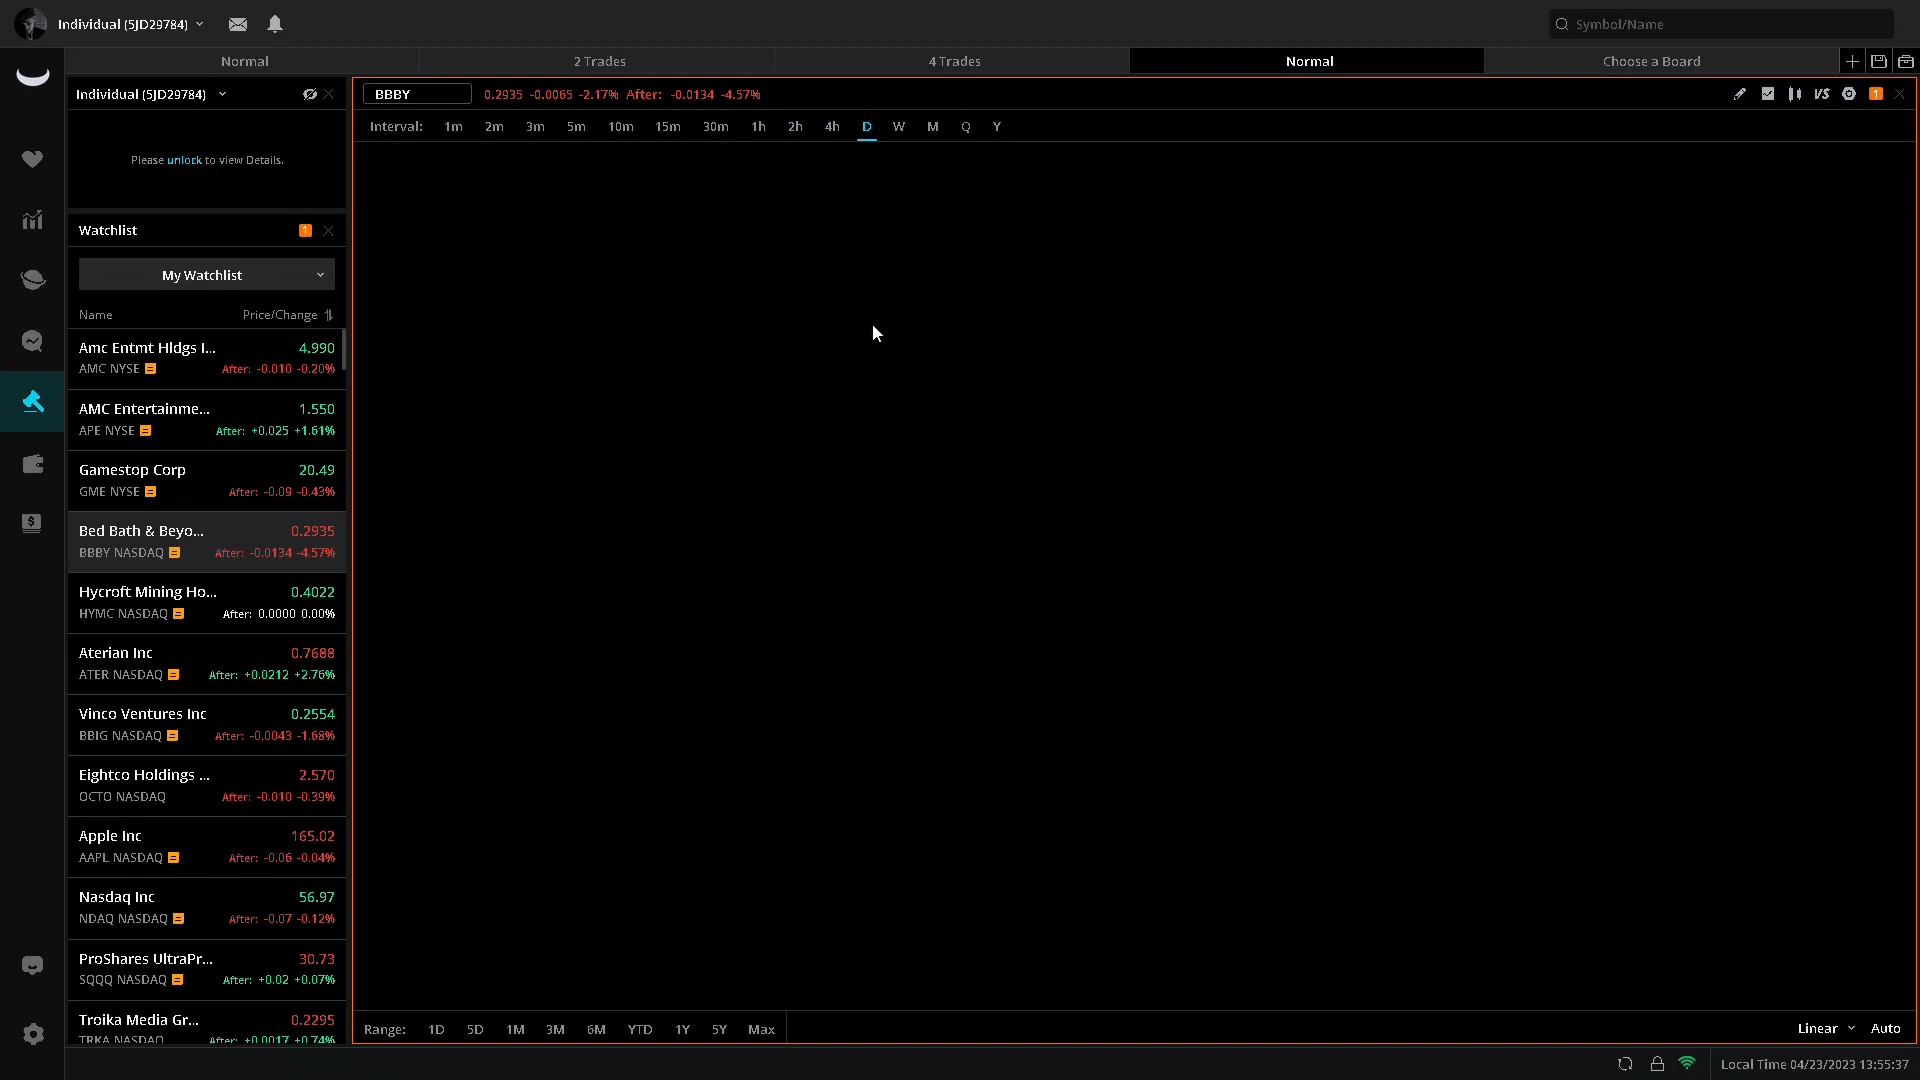 Individual (5JD29784)
Symbol/Name
Normal
2 Trades
4 Trades
Normal
Choose a Board
Individual (5JD29784)
Please unlock to view Details.
Watchlist
1
My Watchlist
Name
Price/Change
Amc Entmt Hldgs I...
4.990
AMC NYSE
After: -0.010 -0.20%
AMC Entertainme...
1.550
APE NYSE
After: +0.025 +1.61%
Gamestop Corp
20.49
GME NYSE
After: -0.09 -0.43%
Bed Bath & Beyo...
0.2935
BBBY NASDAQ
After: -0.0134 -4.57%
Hycroft Mining Ho...
0.4022
HYMC NASDAQ
After: 0.0000 0.00%
Aterian Inc
0.7688
ATER NASDAQ
After: +0.0212 +2.76%
Vinco Ventures Inc
0.2554
BBIG NASDAQ
After: -0.0043 -1.68%
Eightco Holdings ...
2.570
OCTO NASDAQ
After: -0.010 -0.39%
Apple Inc
165.02
AAPL NASDAQ
After: -0.06 -0.04%
Nasdaq Inc
56.97
NDAQ NASDAQ
After: -0.07 -0.12%
ProShares UltraPr...
30.73
SQQQ NASDAQ
After: +0.02 +0.07%
Troika Media Gr...
0.2295
TRKA NASDAQ
After: +0.0017 +0.74%
BBBY
0.2935 -0.0065 -2.17% After: -0.0134 -4.57%
VS
1
Interval: 1m 2m 3m 5m 10m 15m 30m 1h 2h 4h D W M Q Y
Range: 1D 5D 1M 3M 6M YTD 1Y 5Y Max
Linear
Auto
Local Time 04/23/2023 13:55:37